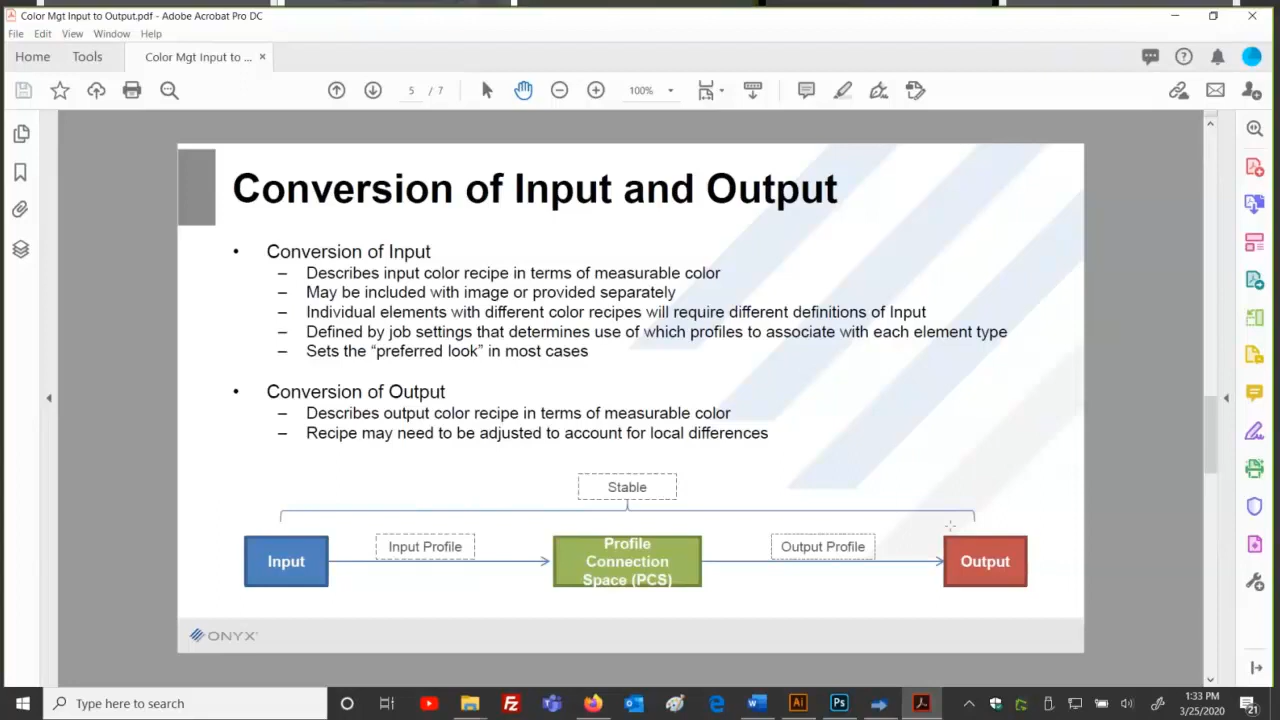 Color Mgt Input to Output.pdf - Adobe Acrobat Pro DC
File Edit View Window Help
Home Tools Color Mgt Input to ... ×
5 / 7 100%
Conversion of Input and Output
• Conversion of Input
– Describes input color recipe in terms of measurable color
– May be included with image or provided separately
– Individual elements with different color recipes will require different definitions of Input
– Defined by job settings that determines use of which profiles to associate with each element type
– Sets the “preferred look” in most cases
• Conversion of Output
– Describes output color recipe in terms of measurable color
– Recipe may need to be adjusted to account for local differences
Stable
Input
Input Profile
Profile
Connection
Space (PCS)
Output Profile
Output
ONYX
Type here to search
Ai
Ps
1:33 PM
3/25/2020
21